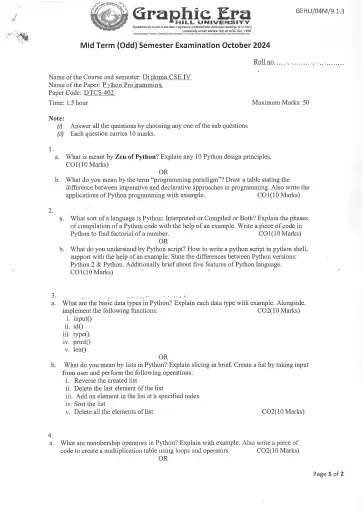 GEHU/04M/9.1.3
Graphic Era
HILL UNIVERSITY
Mid Term (Odd) Semester Examination October 2024
Roll no.
Name of the Course and semester: Diploma CSE IV
Name of the Paper: Python Programming
Paper Code: DTCS-402
Time: 1.5 hour Maximum Marks: 50
Note:
(i) Answer all the questions by choosing any one of the sub questions
(ii) Each question carries 10 marks.
1.
a. What is meant by Zen of Python? Explain any 10 Python design principles.
CO1(10 Marks)
OR
b. What do you mean by the term "programming paradigm"? Draw a table stating the
difference between imperative and declarative approaches in programming. Also write the
applications of Python programming with example. CO1(10 Marks)
2.
a. What sort of a language is Python: Interpreted or Compiled or Both? Explain the phases
of compilation of a Python code with the help of an example. Write a piece of code in
Python to find factorial of a number. CO1(10 Marks)
OR
b. What do you understand by Python script? How to write a python script in python shell,
support with the help of an example. State the differences between Python versions:
Python 2 & Python. Additionally brief about five features of Python language.
CO1(10 Marks)
3.
a. What are the basic data types in Python? Explain each data type with example. Alongside,
implement the following functions: CO2(10 Marks)
i. input()
ii. id()
iii. type()
iv. print()
v. len()
OR
b. What do you mean by lists in Python? Explain slicing in brief. Create a list by taking input
from user and perform the following operations:
i. Reverse the created list
ii. Delete the last element of the list
iii. Add an element in the list at's specified index
iv. Sort the list
v. Delete all the elements of list CO2(10 Marks)
4.
a. What are membership operators in Python? Explain with example. Also write a piece of
code to create a multiplication table using loops and operators. CO2(10 Marks)
OR
Page 1 of 2